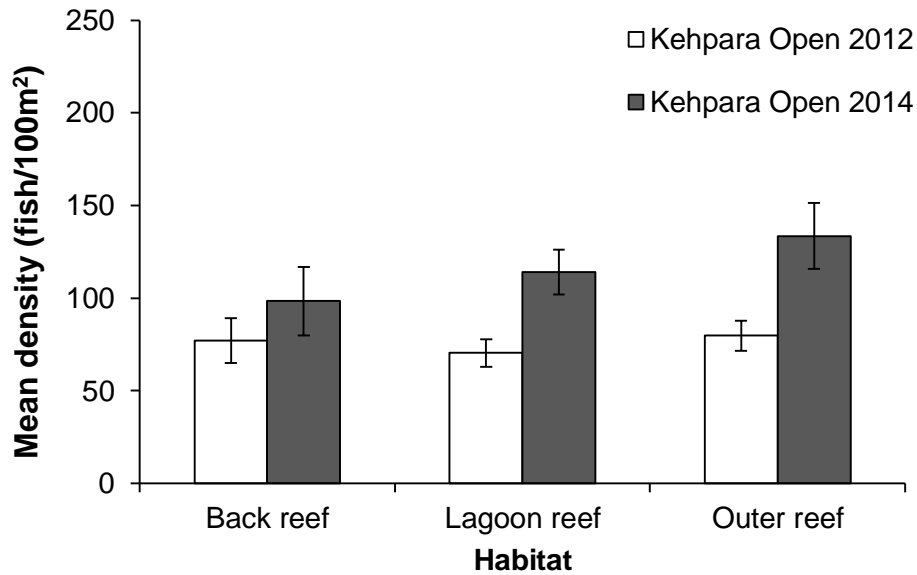 Mean density (fish/100m²)
250
200
150
100
50
0
Kehpara Open 2012
Kehpara Open 2014
Back reef
Lagoon reef
Outer reef
Habitat